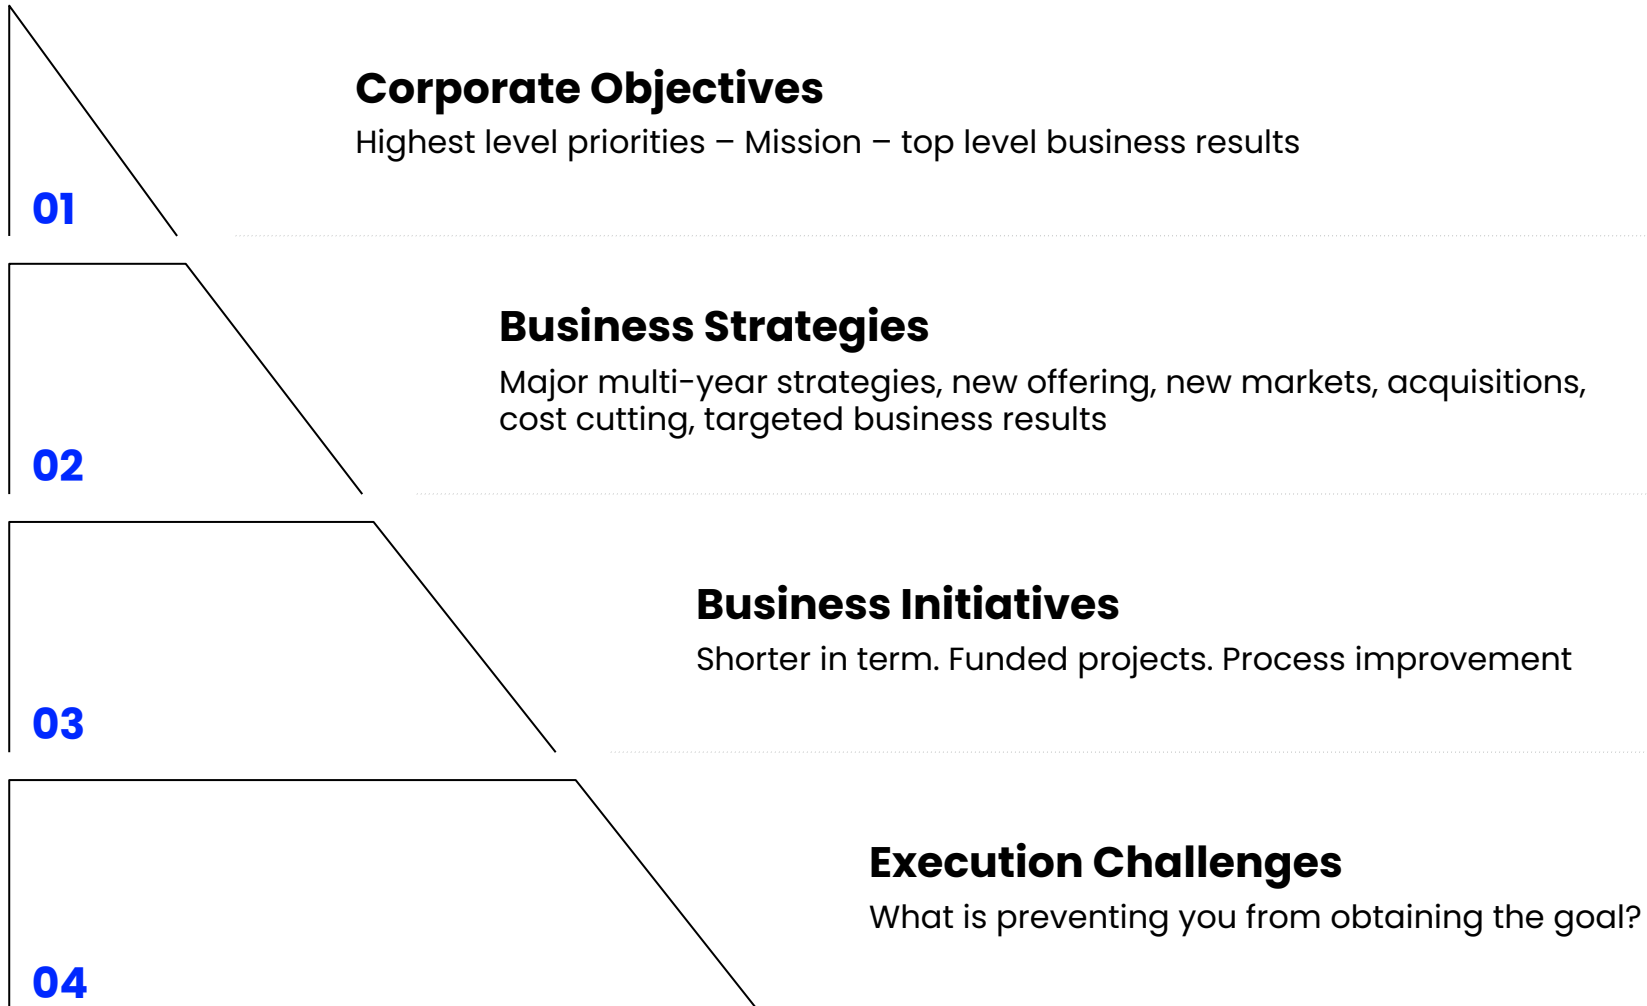 Corporate Objectives
Highest level priorities – Mission – top level business results
01
Business Strategies
Major multi-year strategies, new offering, new markets, acquisitions,
cost cutting, targeted business results
02
Business Initiatives
Shorter in term. Funded projects. Process improvement
03
Execution Challenges
What is preventing you from obtaining the goal?
04